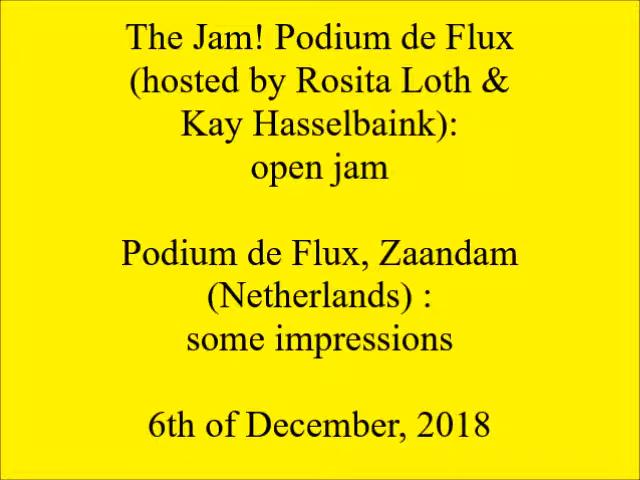 The Jam! Podium de Flux
(hosted by Rosita Loth &
Kay Hasselbaink):
open jam
Podium de Flux, Zaandam
(Netherlands) :
some impressions
6th of December, 2018